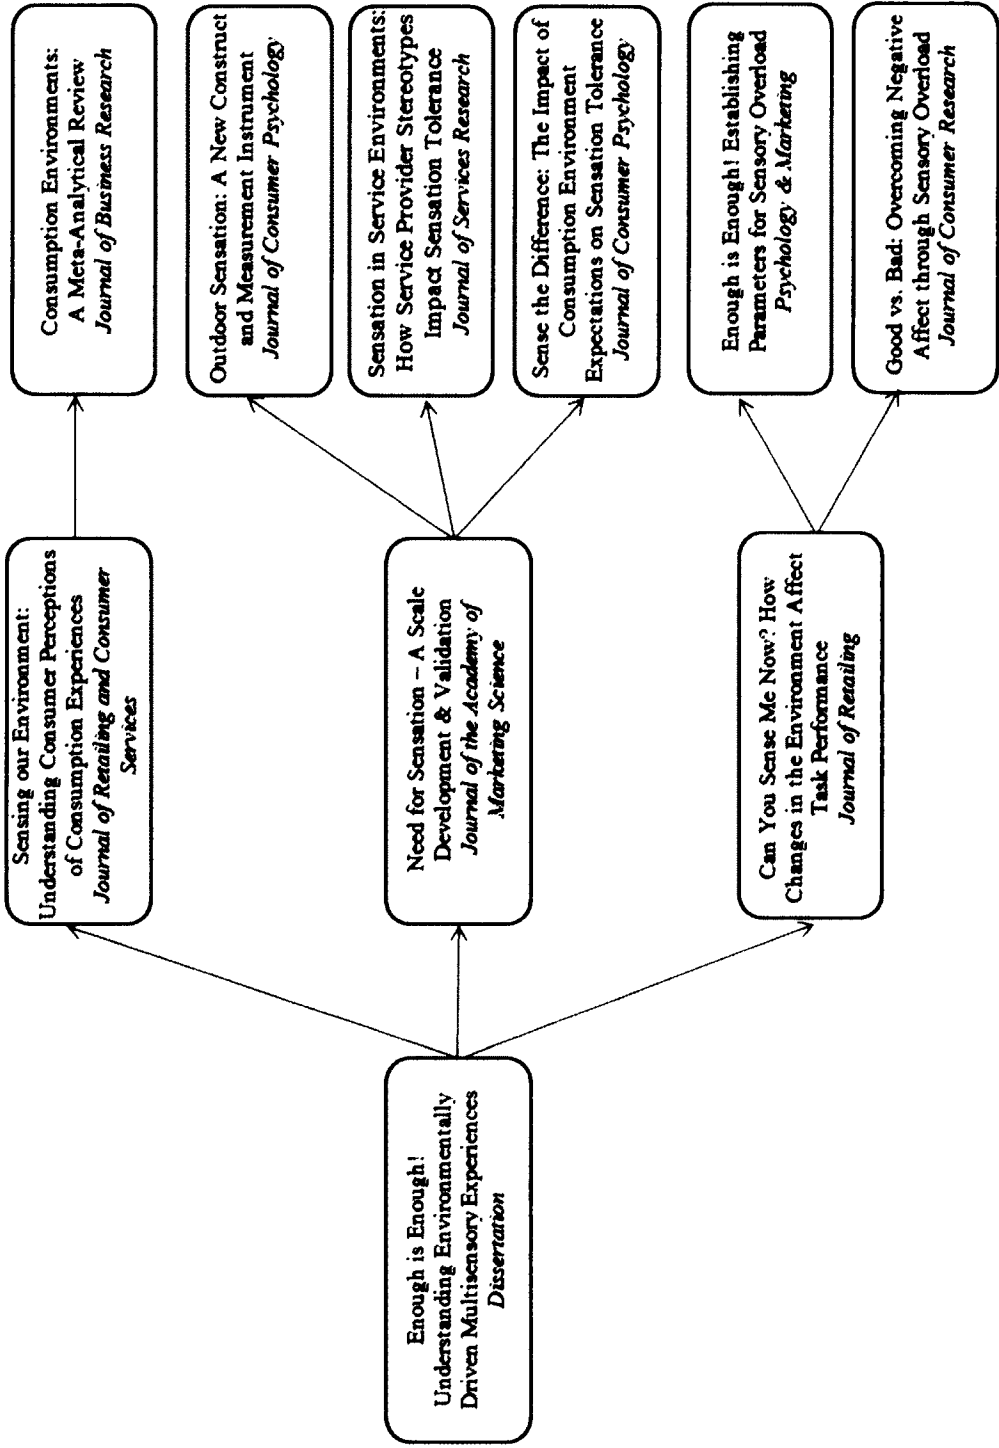 Enough is Enough!
Understanding Environmentally
Driven Multisensory Experiences
Dissertation
Sensing our Environment:
Understanding Consumer Perceptions
of Consumption Experiences
Journal of Retailing and Consumer
Services
Need for Sensation – A Scale
Development & Validation
Journal of the Academy of
Marketing Science
Can You Sense Me Now? How
Changes in the Environment Affect
Task Performance
Journal of Retailing
Consumption Environments:
A Meta-Analytical Review
Journal of Business Research
Outdoor Sensation: A New Construct
and Measurement Instrument
Journal of Consumer Psychology
Sensation in Service Environments:
How Service Provider Stereotypes
Impact Sensation Tolerance
Journal of Services Research
Sense the Difference: The Impact of
Consumption Environment
Expectations on Sensation Tolerance
Journal of Consumer Psychology
Enough is Enough! Establishing
Parameters for Sensory Overload
Psychology & Marketing
Good vs. Bad: Overcoming Negative
Affect through Sensory Overload
Journal of Consumer Research